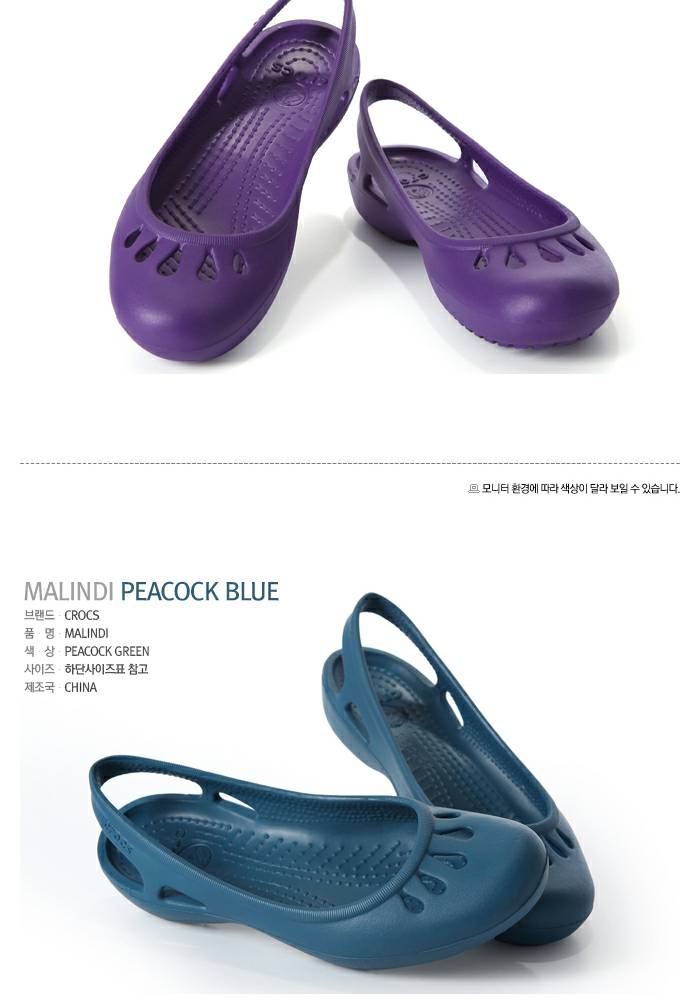 crocs
모니터 환경에 따라 색상이 달라 보일 수 있습니다.
MALINDI PEACOCK BLUE
브랜드 · CROCS
품 · 명 · MALINDI
색 · 상 · PEACOCK GREEN
사이즈 · 하단사이즈표 참고
제조국 · CHINA